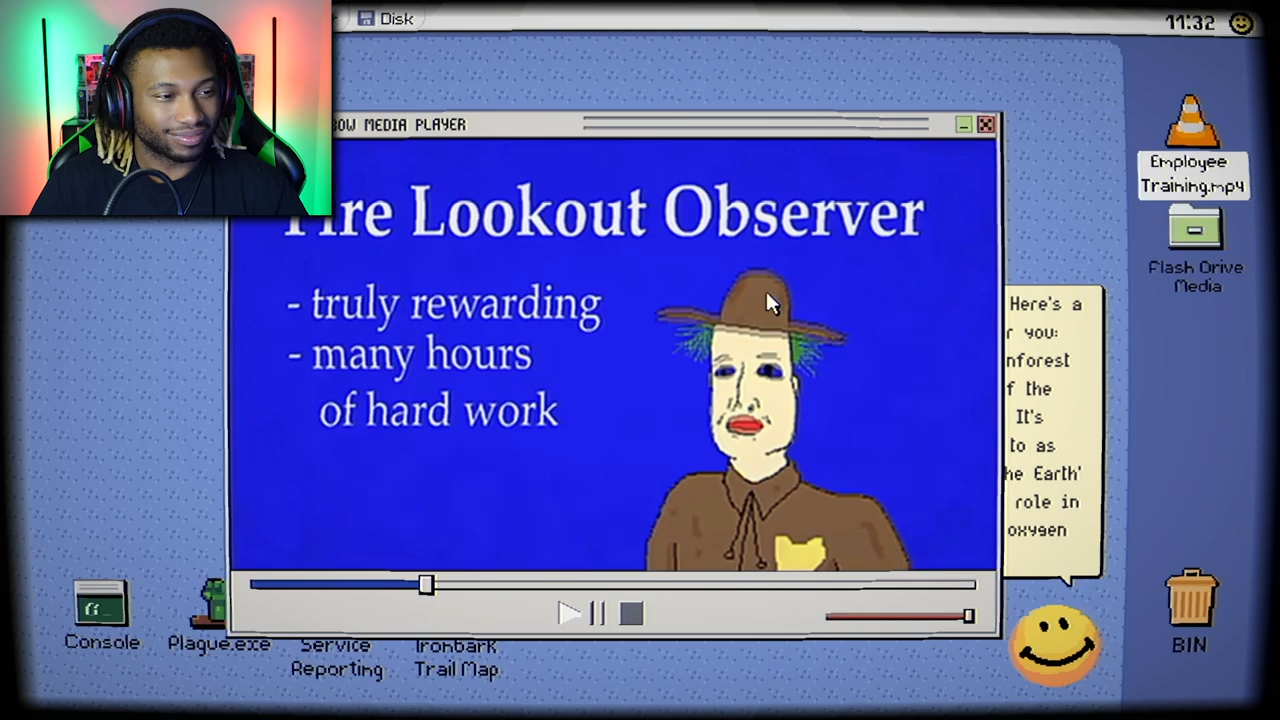 Disk
11:32
BOW MEDIA PLAYER
Fire Lookout Observer
- truly rewarding
- many hours
of hard work
Employee
Training.mp4
Flash Drive
Media
Here's a
r you:
nforest
f the
It's
to as
he Earth'
role in
oxygen
Console
Plague.exe
Service
Reporting
Ironbark
Trail Map
BIN